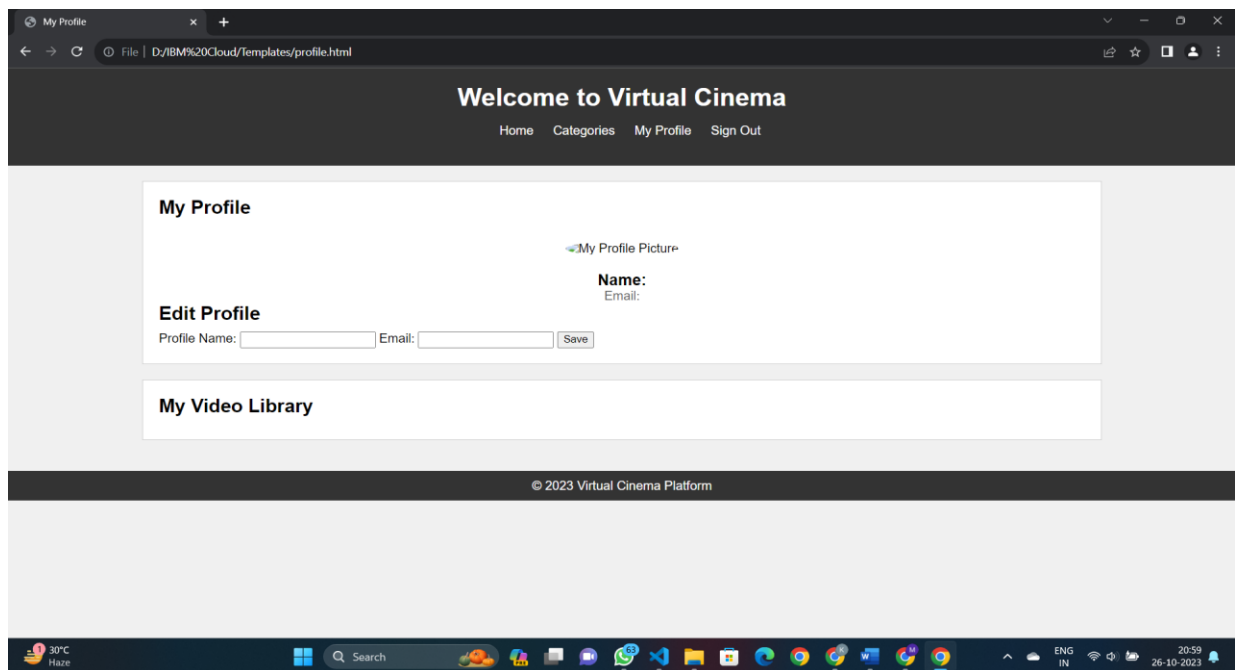 My Profile
File D:/IBM%20Cloud/Templates/profile.html
Welcome to Virtual Cinema
Home Categories My Profile Sign Out
My Profile
My Profile Picture
Name:
Email:
Edit Profile
Profile Name: Email: Save
My Video Library
© 2023 Virtual Cinema Platform
1 30°C
Haze
Search
63
ENG
IN
20:59
26-10-2023